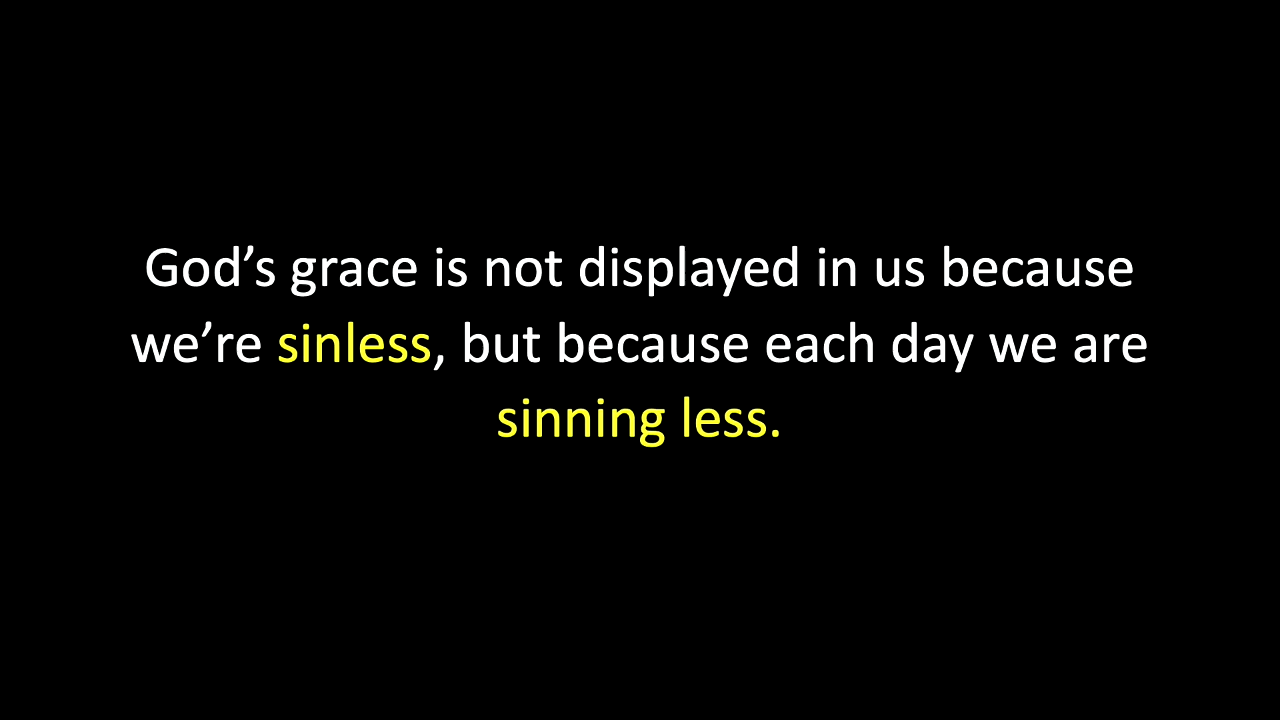 God’s grace is not displayed in us because
we’re sinless, but because each day we are
sinning less.